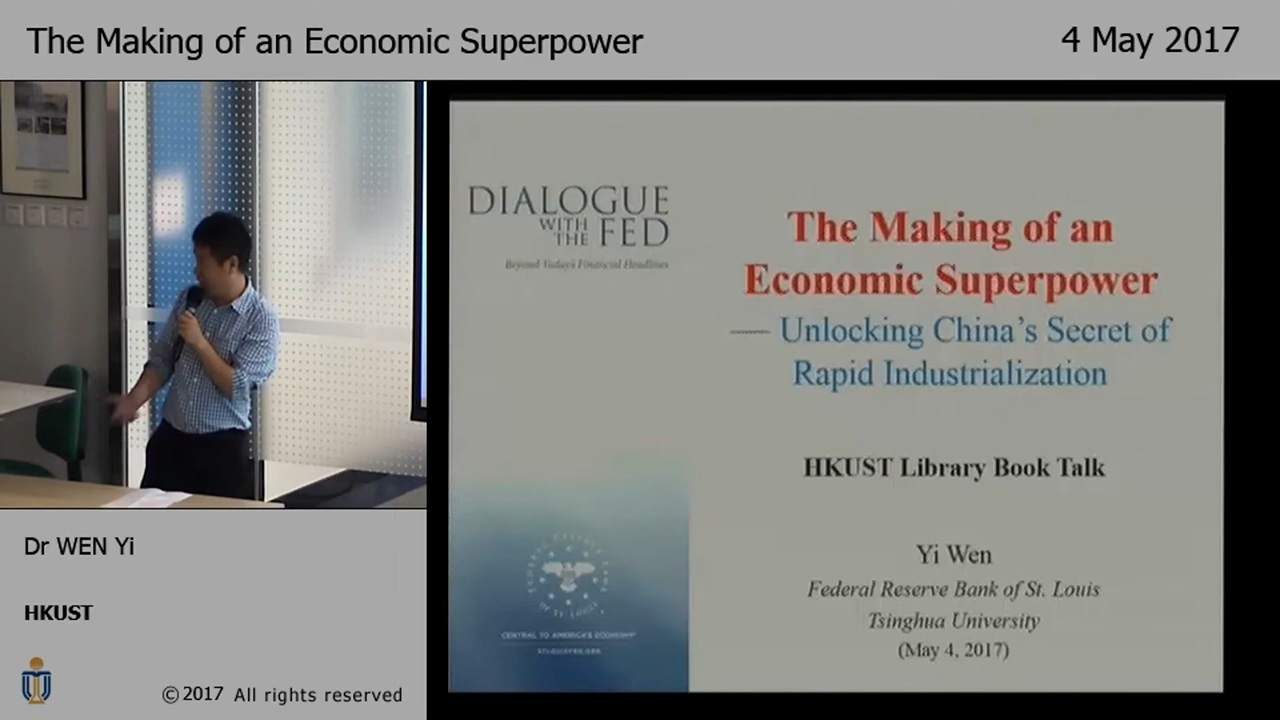 The Making of an Economic Superpower
4 May 2017
DIALOGUE
WITH THE FED
Beyond Today's Financial Headlines
The Making of an
Economic Superpower
— Unlocking China's Secret of
Rapid Industrialization
HKUST Library Book Talk
Yi Wen
Federal Reserve Bank of St. Louis
Tsinghua University
(May 4, 2017)
CENTRAL TO AMERICA'S ECONOMY
STLOUISFED.ORG
Dr WEN Yi
HKUST
©2017 All rights reserved